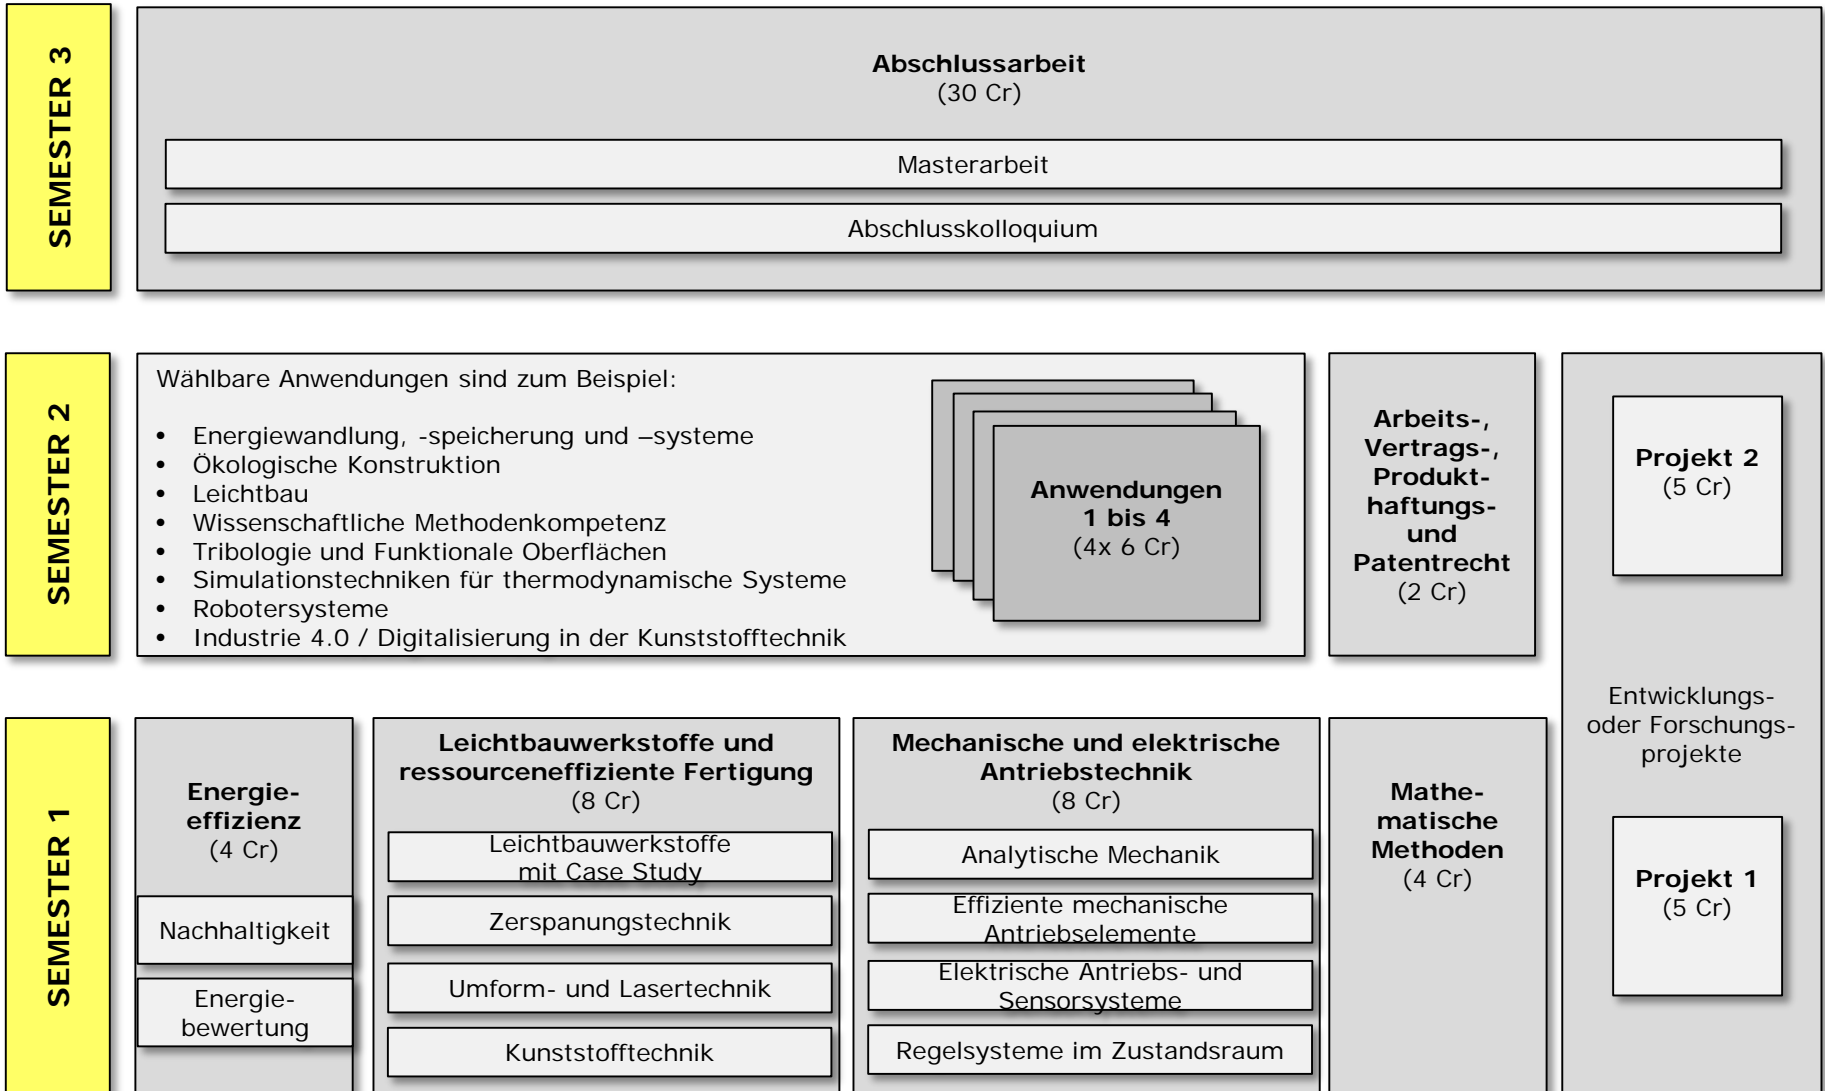 SEMESTER 3
Abschlussarbeit
(30 Cr)
Masterarbeit
Abschlusskolloquium
SEMESTER 2
Wählbare Anwendungen sind zum Beispiel:
• Energiewandlung, -speicherung und –systeme
• Ökologische Konstruktion
• Leichtbau
• Wissenschaftliche Methodenkompetenz
• Tribologie und Funktionale Oberflächen
• Simulationstechniken für thermodynamische Systeme
• Robotersysteme
• Industrie 4.0 / Digitalisierung in der Kunststofftechnik
Anwendungen
1 bis 4
(4x 6 Cr)
Arbeits-,
Vertrags-,
Produkt-
haftungs-
und
Patentrecht
(2 Cr)
Projekt 2
(5 Cr)
Entwicklungs-
oder Forschungs-
projekte
Projekt 1
(5 Cr)
SEMESTER 1
Energie-
effizienz
(4 Cr)
Nachhaltigkeit
Energie-
bewertung
Leichtbauwerkstoffe und
ressourceneffiziente Fertigung
(8 Cr)
Leichtbauwerkstoffe
mit Case Study
Zerspanungstechnik
Umform- und Lasertechnik
Kunststofftechnik
Mechanische und elektrische
Antriebstechnik
(8 Cr)
Analytische Mechanik
Effiziente mechanische
Antriebselemente
Elektrische Antriebs- und
Sensorsysteme
Regelsysteme im Zustandsraum
Mathe-
matische
Methoden
(4 Cr)